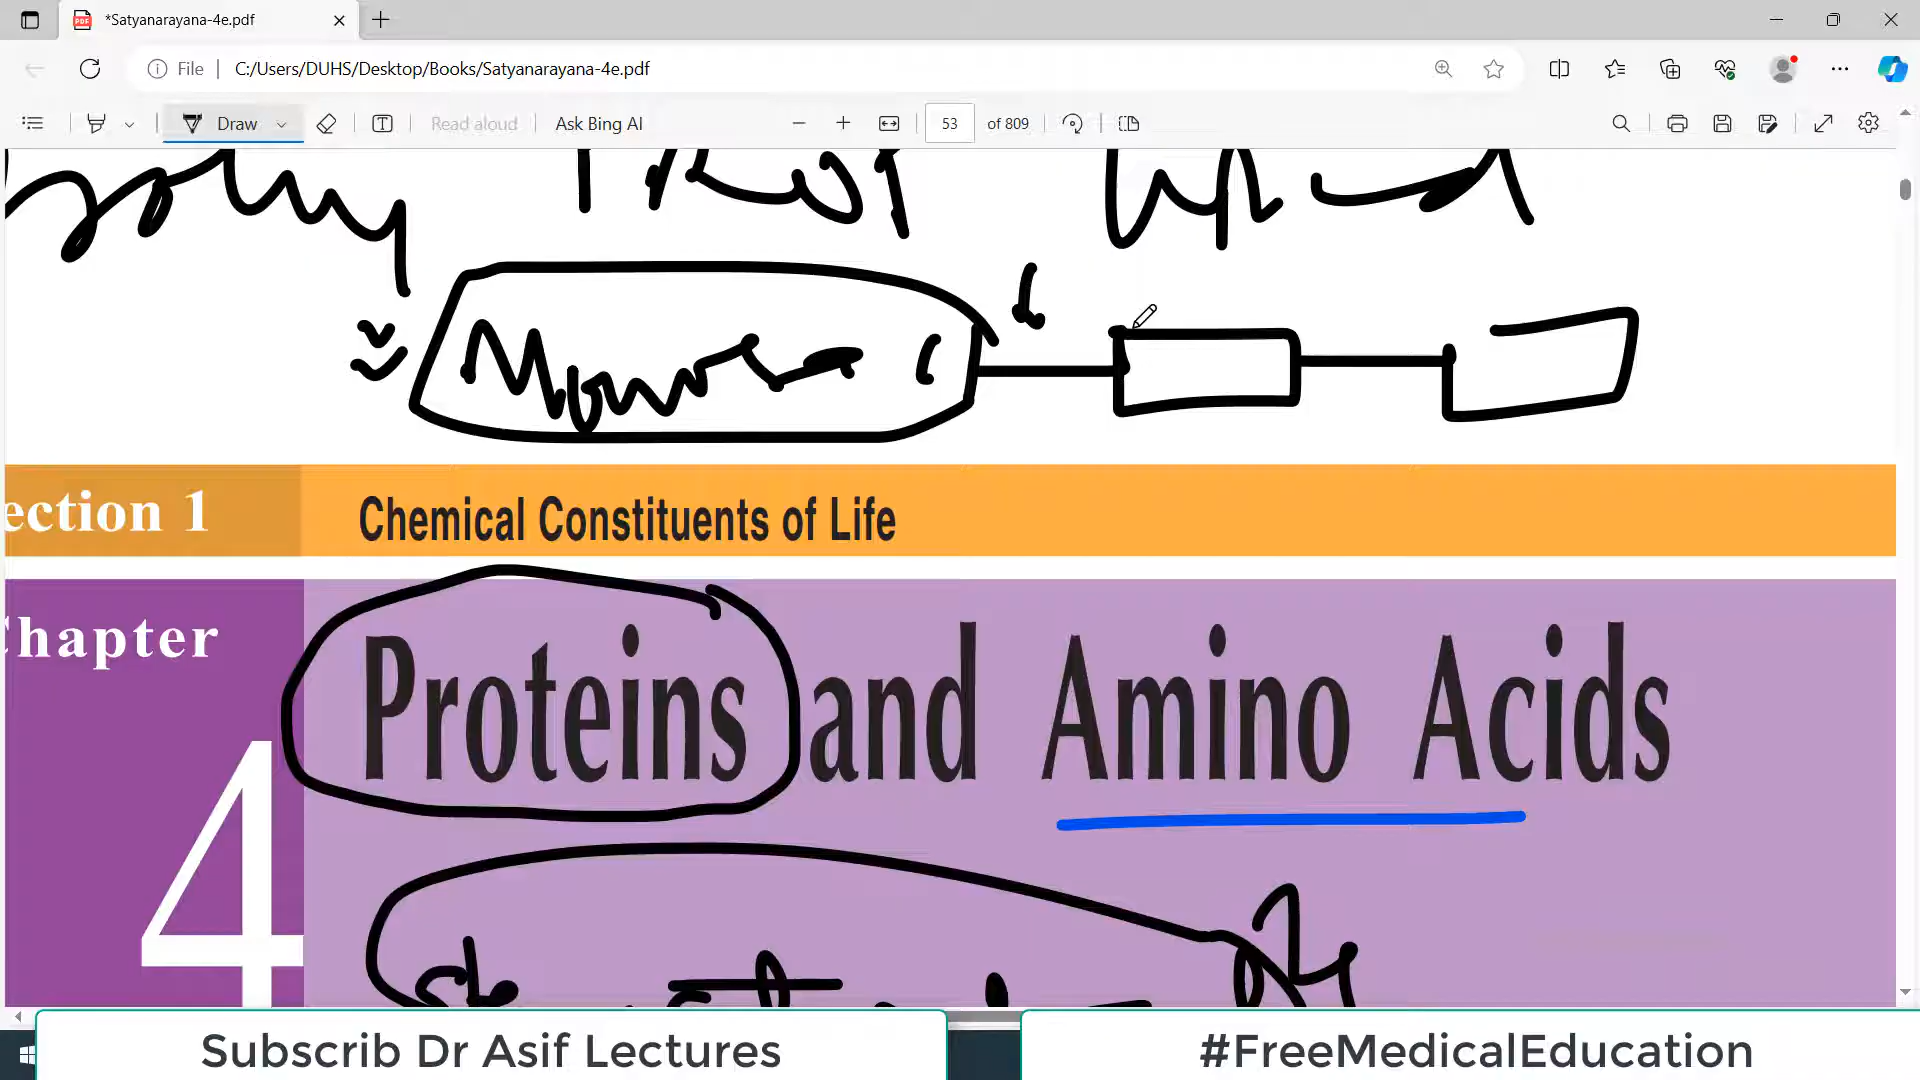 *Satyanarayana-4e.pdf
File | C:/Users/DUHS/Desktop/Books/Satyanarayana-4e.pdf
Draw Read aloud Ask Bing AI 53 of 809
ection 1 Chemical Constituents of Life
Chapter
4
Proteins and Amino Acids
Subscrib Dr Asif Lectures #FreeMedicalEducation